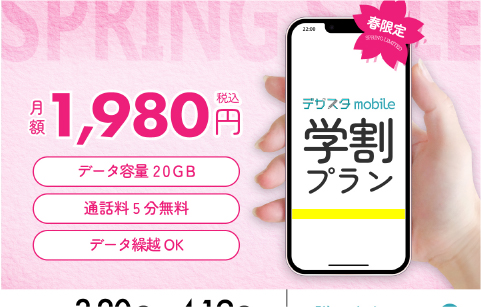 SPRING
22:00
春限定
SPRING LIMITED
デザスタ mobile
学割
プラン
月額 1,980 税込 円
データ容量 20GB
通話料 5 分無料
データ繰越 OK